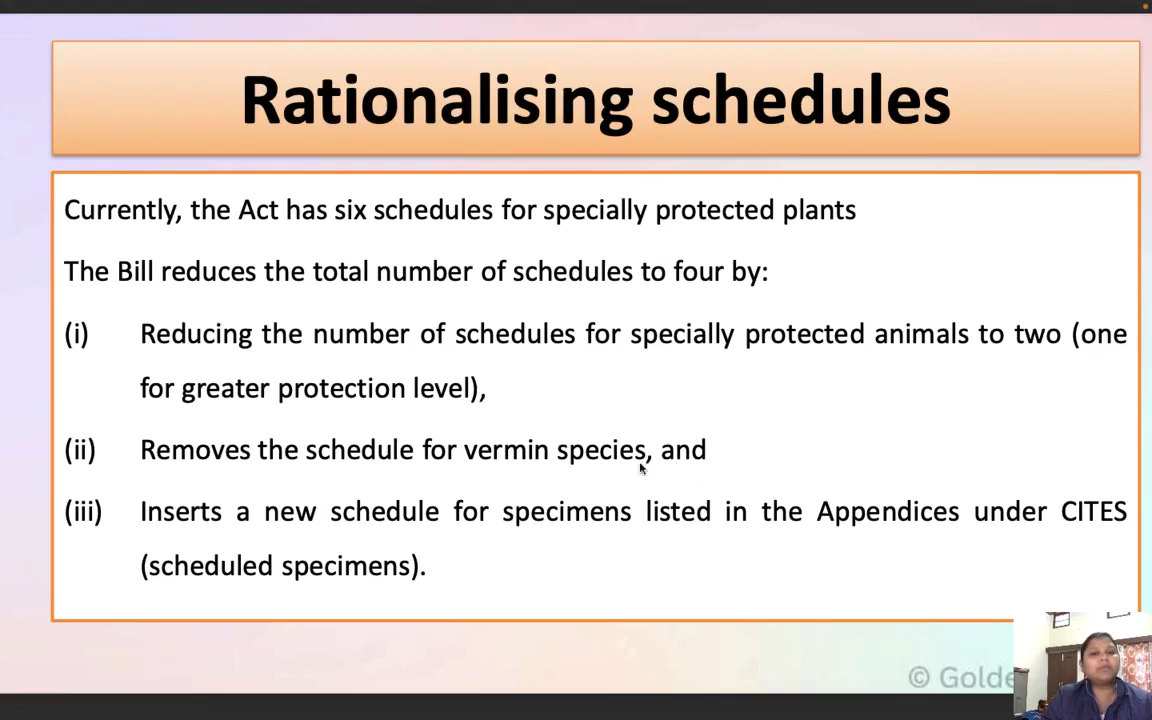 Rationalising schedules
Currently, the Act has six schedules for specially protected plants
The Bill reduces the total number of schedules to four by:
(i) Reducing the number of schedules for specially protected animals to two (one
for greater protection level),
(ii) Removes the schedule for vermin species, and
(iii) Inserts a new schedule for specimens listed in the Appendices under CITES
(scheduled specimens).
©